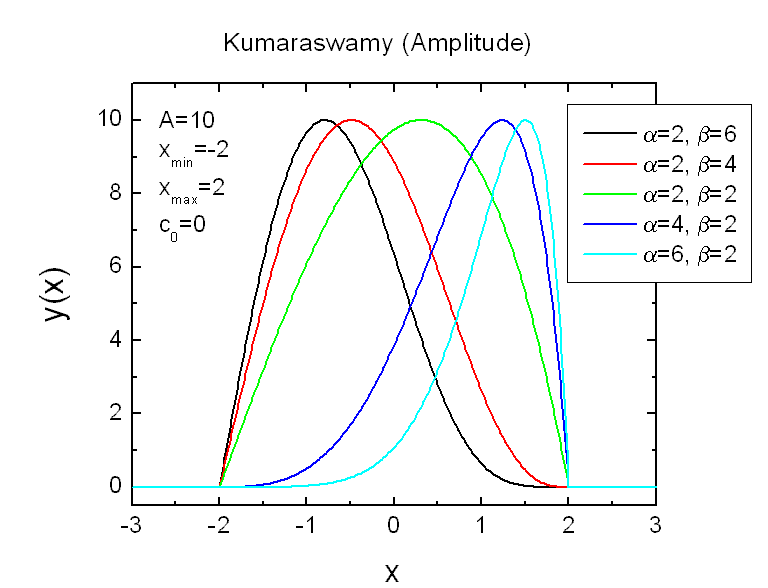 Kumaraswamy (Amplitude)
A=10
x_min=-2
x_max=2
c_0=0
α=2, β=6
α=2, β=4
α=2, β=2
α=4, β=2
α=6, β=2
10
8
6
4
2
0
y(x)
-3 -2 -1 0 1 2 3
x